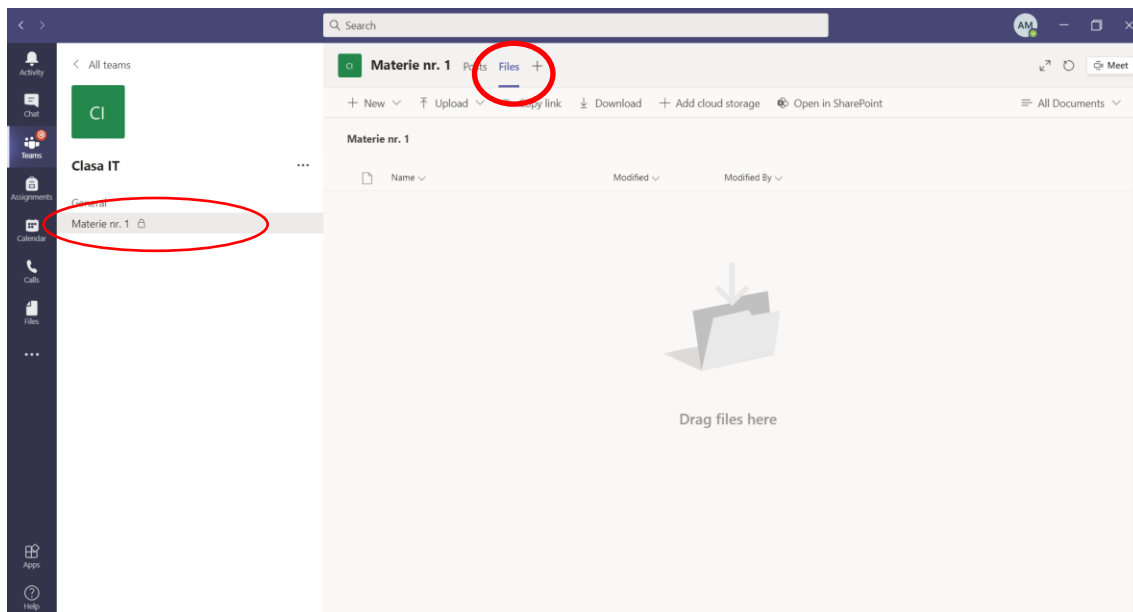 Search
AM
Activity
Chat
Teams
Assignments
Calendar
Calls
Files
Apps
Help
All teams
CI
Clasa IT
General
Materie nr. 1
CI Materie nr. 1 Posts Files
Meet
New Upload Copy link Download Add cloud storage Open in SharePoint All Documents
Materie nr. 1
Name Modified Modified By
Drag files here